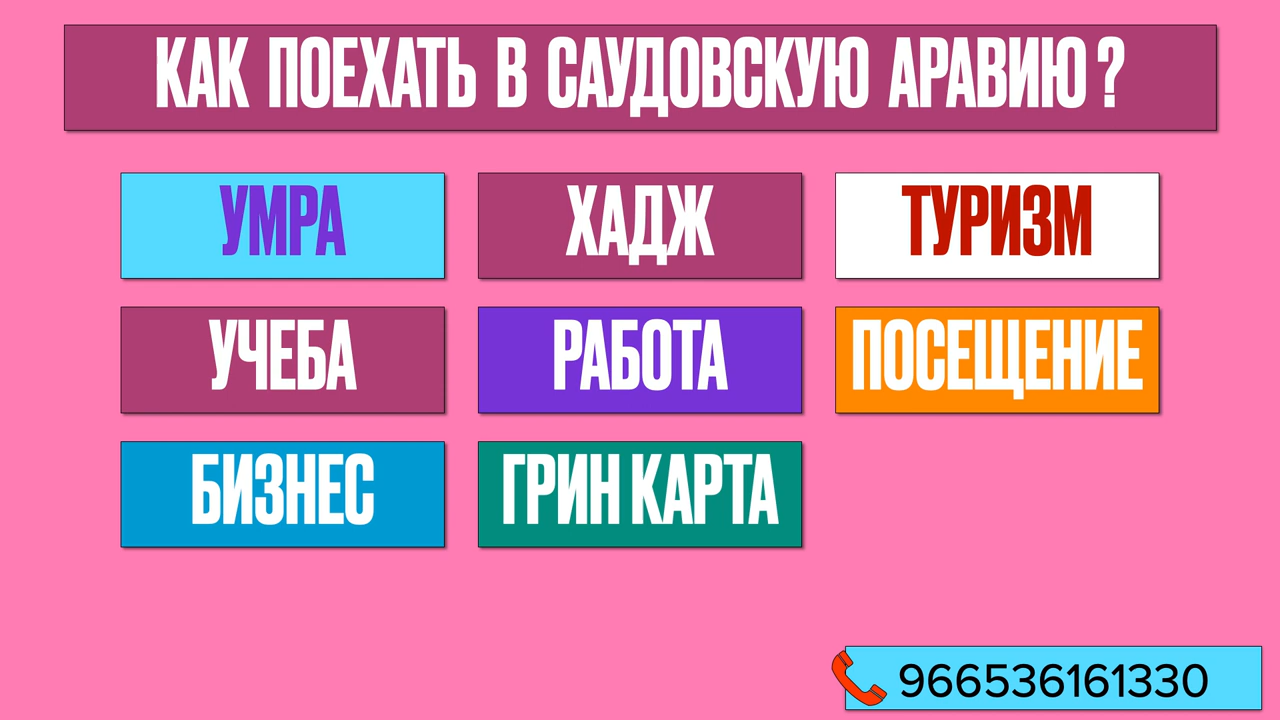 КАК ПОЕХАТЬ В САУДОВСКУЮ АРАВИЮ ?
УМРА
ХАДЖ
ТУРИЗМ
УЧЕБА
РАБОТА
ПОСЕЩЕНИЕ
БИЗНЕС
ГРИН КАРТА
966536161330